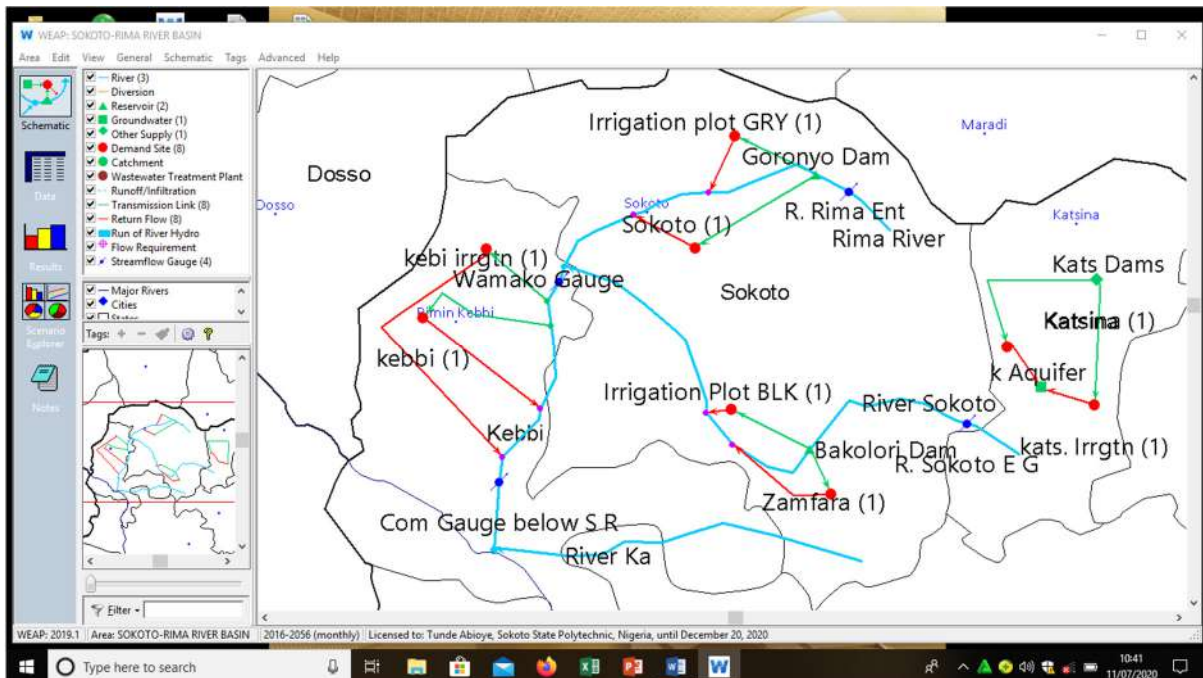 WEAP: SOKOTO-RIMA RIVER BASIN
Area Edit View General Schematic Tags Advanced Help
Schematic
Data
Results
Scenario
Explorer
Notes
River (3)
Diversion
Reservoir (2)
Groundwater (1)
Other Supply (1)
Demand Site (8)
Catchment
Wastewater Treatment Plant
Runoff/Infiltration
Transmission Link (8)
Return Flow (8)
Run of River Hydro
Flow Requirement
Streamflow Gauge (4)
Major Rivers
Cities
States
Tags:
Filter
Irrigation plot GRY (1)
Maradi
Goronyo Dam
Dosso
Dosso
Sokoto
R. Rima Ent
Katsina
Sokoto (1)
Rima River
kebi irrgtn (1)
Kats Dams
Wamako Gauge
Sokoto
Birnin Kebbi
Katsina (1)
kebbi (1)
k Aquifer
Irrigation Plot BLK (1)
River Sokoto
Kebbi
Bakolori Dam
kats. Irrgtn (1)
R. Sokoto E G
Zamfara (1)
Com Gauge below S R
River Ka
WEAP: 2019.1 Area: SOKOTO-RIMA RIVER BASIN 2016-2056 (monthly) Licensed to: Tunde Abioye, Sokoto State Polytechnic, Nigeria, until December 20, 2020
Type here to search
10:41
11/07/2020